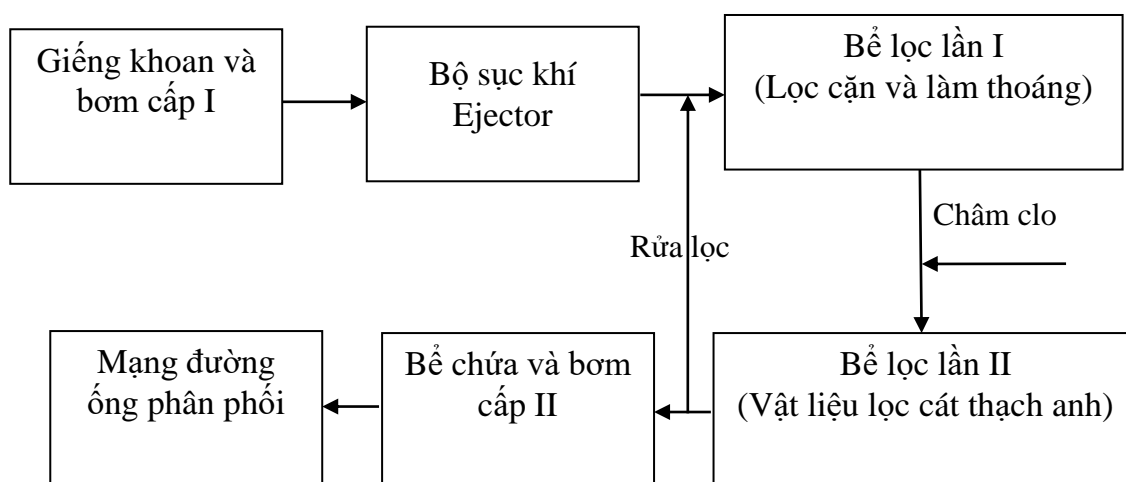 Giếng khoan và
bơm cấp I
Bộ sục khí
Ejector
Bể lọc lần I
(Lọc cặn và làm thoáng)
Châm clo
Rửa lọc
Mạng đường
ống phân phối
Bể chứa và bơm
cấp II
Bể lọc lần II
(Vật liệu lọc cát thạch anh)